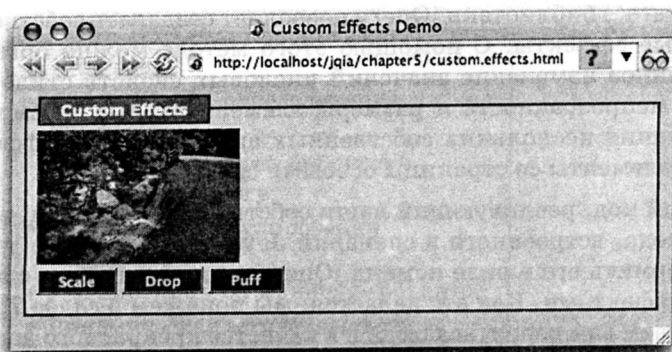 Custom Effects Demo
http://localhost/jqia/chapter5/custom.effects.html ?
Custom Effects
Scale Drop Puff